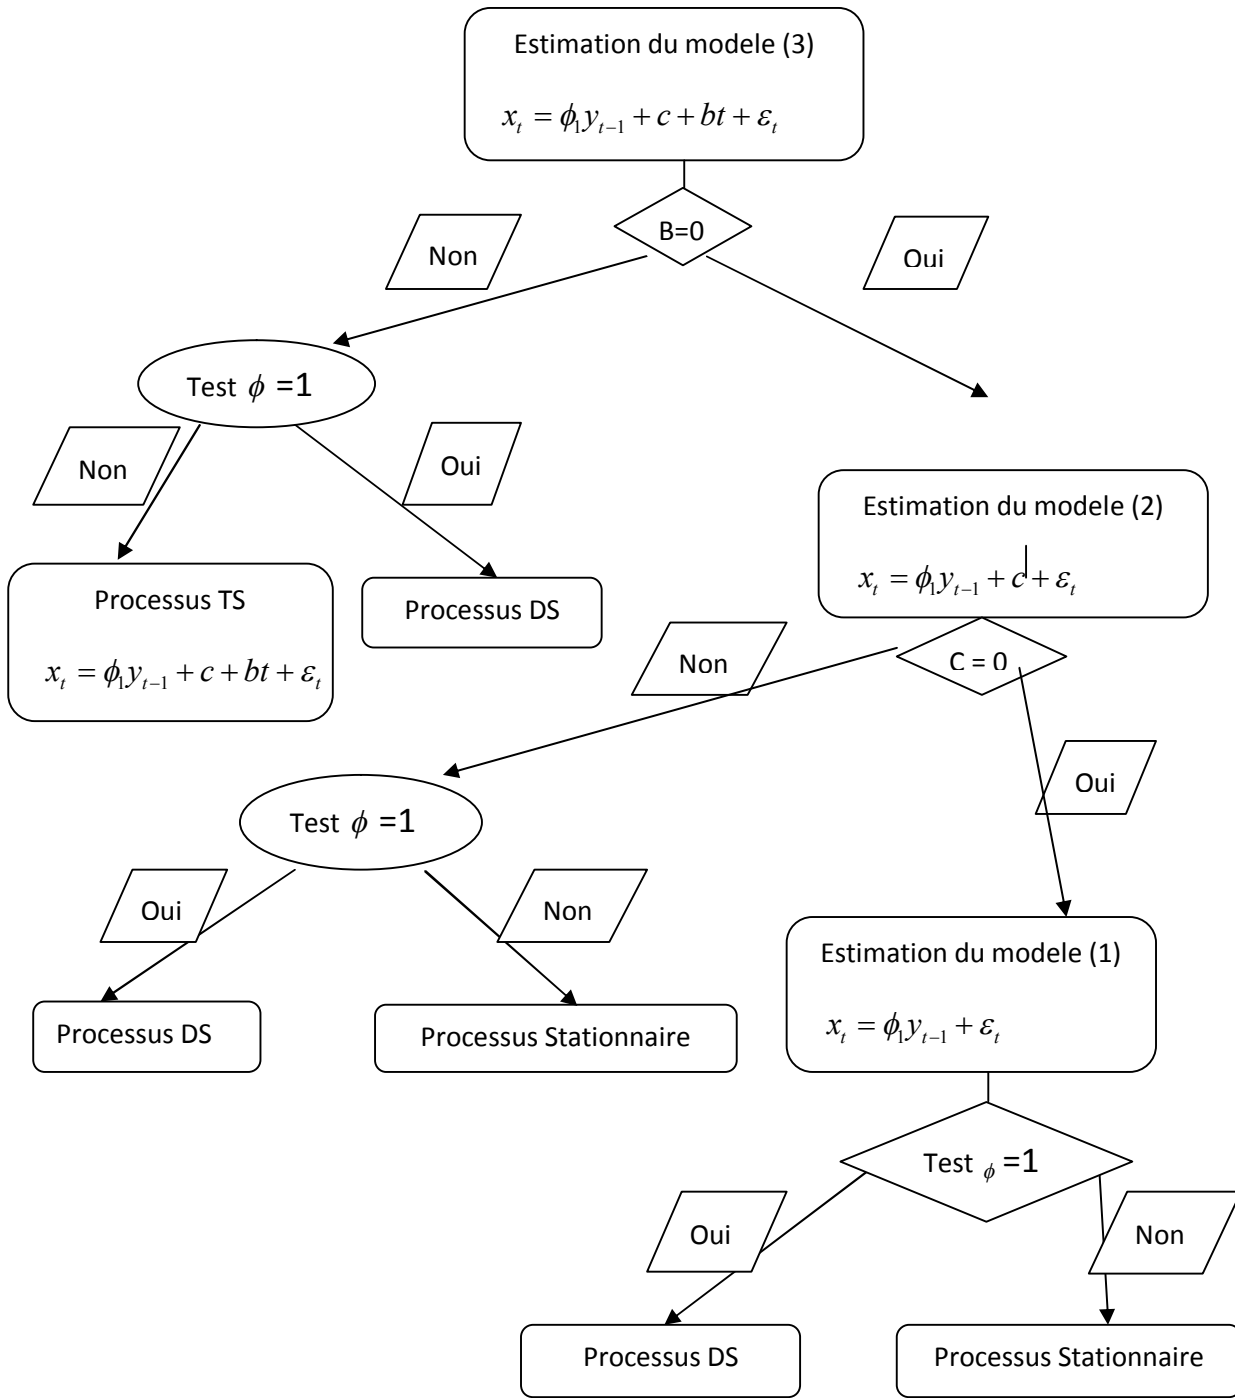 Estimation du modele (3)
x_t = ϕ_1 y_{t−1} + c + bt + ε_t
B=0
Non
Oui
Test ϕ =1
Non
Oui
Processus TS
x_t = ϕ_1 y_{t−1} + c + bt + ε_t
Processus DS
Estimation du modele (2)
x_t = ϕ_1 y_{t−1} + c + ε_t
C = 0
Non
Oui
Test ϕ =1
Oui
Non
Processus DS
Processus Stationnaire
Estimation du modele (1)
x_t = ϕ_1 y_{t−1} + ε_t
Test ϕ =1
Oui
Non
Processus DS
Processus Stationnaire